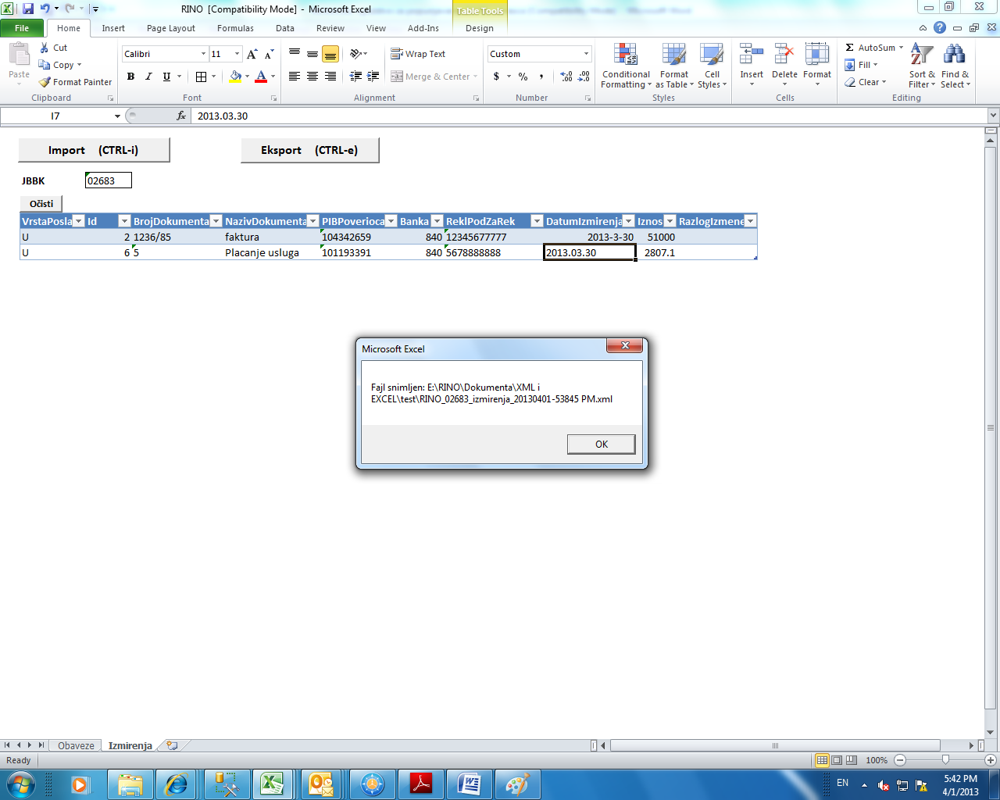 RINO [Compatibility Mode] - Microsoft Excel
Table Tools
File Home Insert Page Layout Formulas Data Review View Add-Ins Design
Paste
Cut
Copy
Format Painter
Clipboard
Calibri 11
B I U
Font
Wrap Text
Merge & Center
Alignment
Custom
$ % ,
Number
Conditional Formatting
Format as Table
Cell Styles
Styles
Insert Delete Format
Cells
Σ AutoSum
Fill
Clear
Sort & Filter
Find & Select
Editing
I7 fx 2013.03.30
Import (CTRL-i) Eksport (CTRL-e)
JBBK 02683
Očisti
VrstaPosla Id BrojDokumenta NazivDokumenta PIBPoverioca Banka ReklPodZaRek DatumIzmirenja Iznos RazlogIzmene
U 2 1236/85 faktura 104342659 840 12345677777 2013-3-30 51000
U 6 5 Placanje usluga 101193391 840 5678888888 2013.03.30 2807.1
Microsoft Excel
Fajl snimljen: E:\RINO\Dokumenta\XML i
EXCEL\test\RINO_02683_izmirenja_20130401-53845 PM.xml
OK
Obaveze Izmirenja
Ready 100%
EN 5:42 PM
4/1/2013